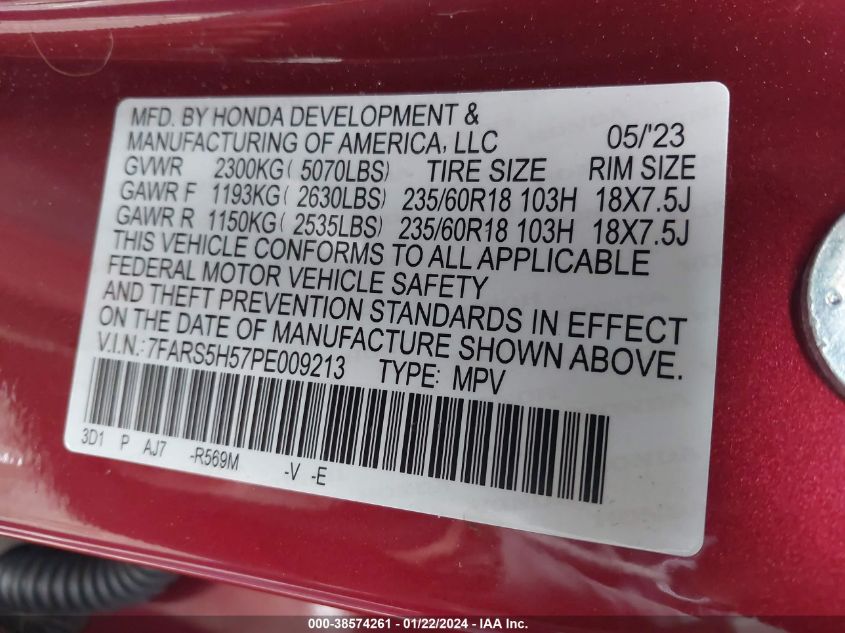 MFD. BY HONDA DEVELOPMENT &
MANUFACTURING OF AMERICA, LLC 05/'23
GVWR 2300KG( 5070LBS) TIRE SIZE RIM SIZE
GAWR F 1193KG( 2630LBS) 235/60R18 103H 18X7.5J
GAWR R 1150KG( 2535LBS) 235/60R18 103H 18X7.5J
THIS VEHICLE CONFORMS TO ALL APPLICABLE
FEDERAL MOTOR VEHICLE SAFETY
AND THEFT PREVENTION STANDARDS IN EFFECT
ON THE DATE OF MANUFACTURE SHOWN ABOVE.
V.I.N.:7FARS5H57PE009213 TYPE: MPV
3D1 P AJ7 -R569M -V -E
000-38574261 - 01/22/2024 - IAAI, Inc.